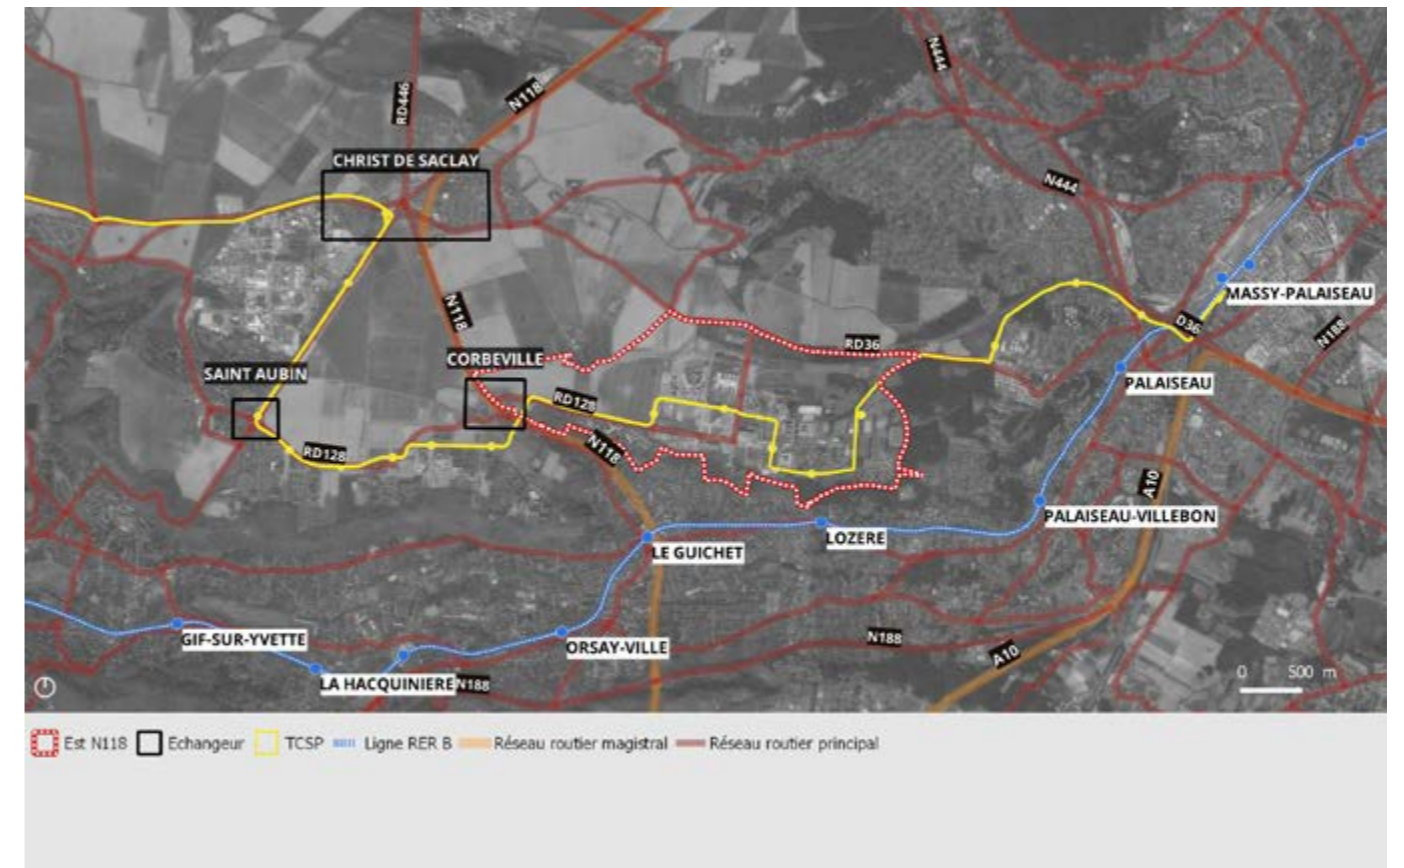 N444
RD446
N118
CHRIST DE SACLAY
N444
N118
MASSY-PALAISEAU
D36
N188
RD36
CORBEVILLE
SAINT AUBIN
PALAISEAU
RD128
N118
RD128
A10
PALAISEAU-VILLEBON
LOZERE
LE GUICHET
GIF-SUR-YVETTE
ORSAY-VILLE
N188
A10
LA HACQUINIERE
N188
0 500 m
Est N118 Echangeur TCSP Ligne RER B Réseau routier magistral Réseau routier principal